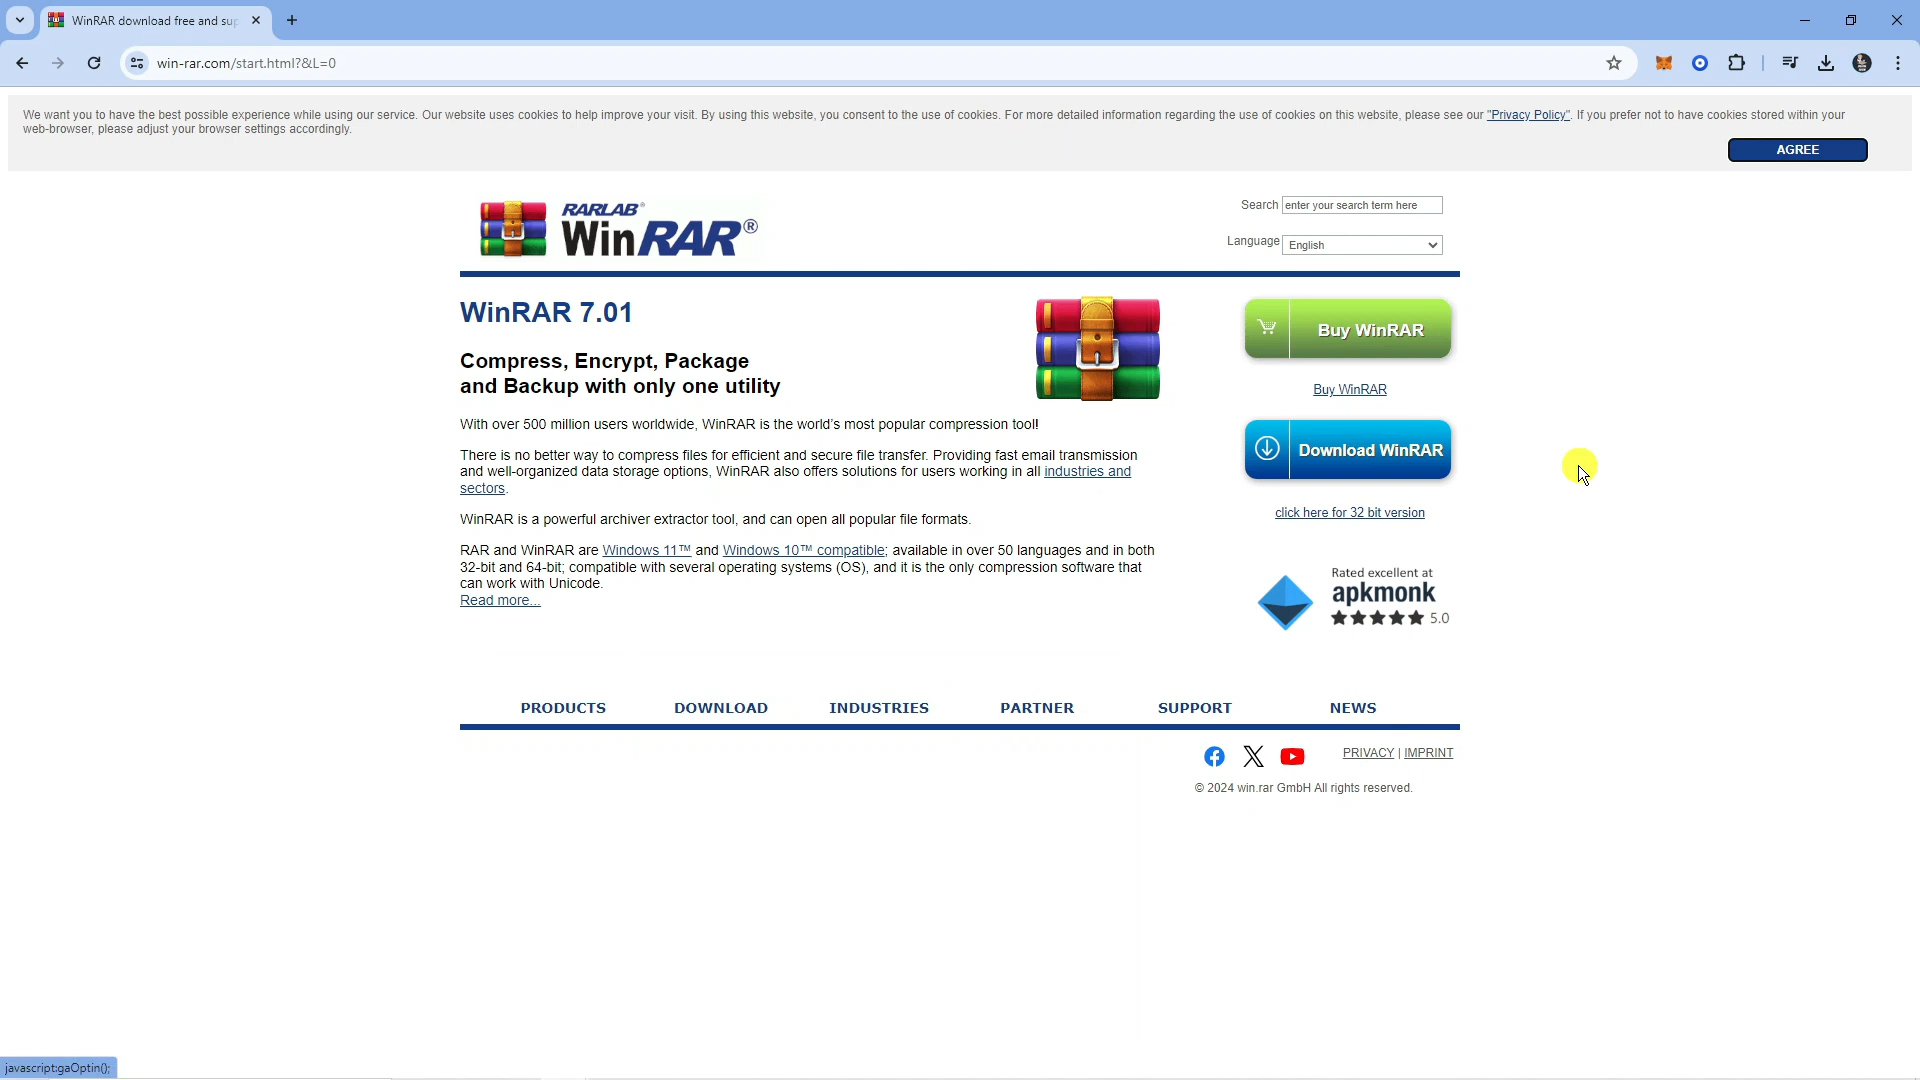 WinRAR download free and sup
win-rar.com/start.html?&L=0
We want you to have the best possible experience while using our service. Our website uses cookies to help improve your visit. By using this website, you consent to the use of cookies. For more detailed information regarding the use of cookies on this website, please see our "Privacy Policy". If you prefer not to have cookies stored within your
web-browser, please adjust your browser settings accordingly.
AGREE
RARLAB®
WinRAR®
Search enter your search term here
Language English
WinRAR 7.01
Compress, Encrypt, Package
and Backup with only one utility
With over 500 million users worldwide, WinRAR is the world's most popular compression tool!
There is no better way to compress files for efficient and secure file transfer. Providing fast email transmission
and well-organized data storage options, WinRAR also offers solutions for users working in all industries and
sectors.
WinRAR is a powerful archiver extractor tool, and can open all popular file formats.
RAR and WinRAR are Windows 11™ and Windows 10™ compatible; available in over 50 languages and in both
32-bit and 64-bit; compatible with several operating systems (OS), and it is the only compression software that
can work with Unicode.
Read more...
Buy WinRAR
Buy WinRAR
Download WinRAR
click here for 32 bit version
Rated excellent at
apkmonk
5.0
PRODUCTS DOWNLOAD INDUSTRIES PARTNER SUPPORT NEWS
PRIVACY | IMPRINT
© 2024 win.rar GmbH All rights reserved.
javascript:gaOptin();